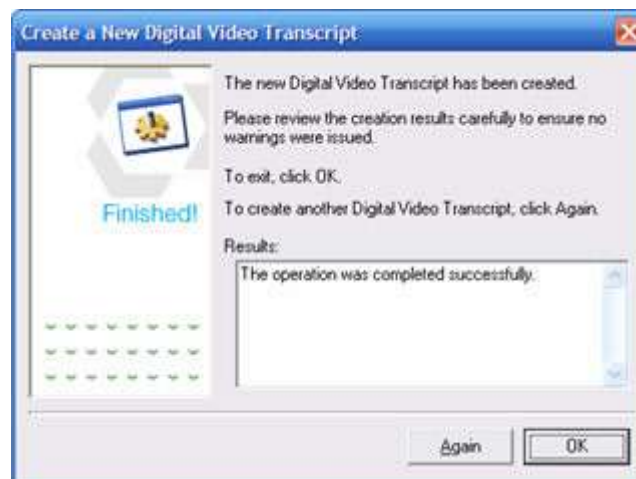 Create a New Digital Video Transcript
The new Digital Video Transcript has been created.
Please review the creation results carefully to ensure no
warnings were issued.
To exit, click OK.
To create another Digital Video Transcript, click Again.
Finished!
Results:
The operation was completed successfully.
Again
OK